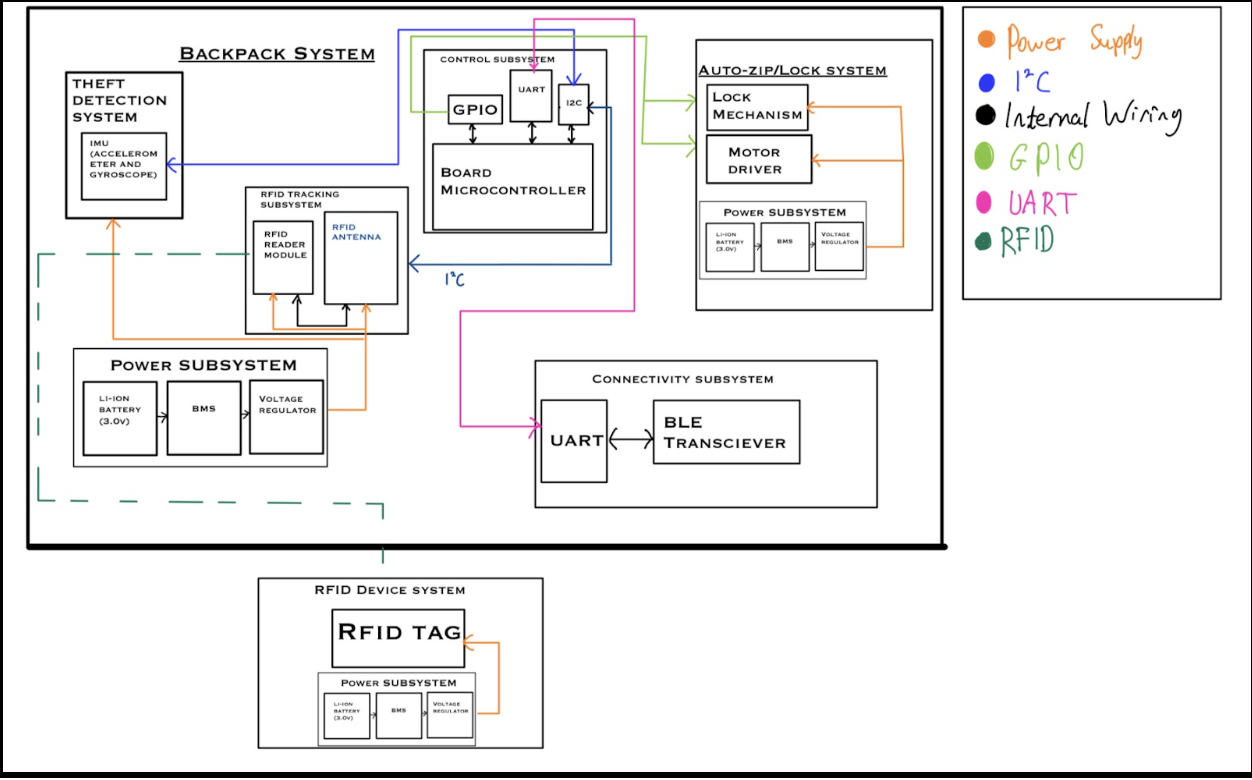 BACKPACK SYSTEM
THEFT
DETECTION
SYSTEM
IMU
(ACCELEROM
ETER AND
GYROSCOPE)
CONTROL SUBSYSTEM
GPIO
UART
I2C
BOARD
MICROCONTROLLER
AUTO-ZIP/LOCK SYSTEM
LOCK
MECHANISM
MOTOR
DRIVER
POWER SUBSYSTEM
LI-ION
BATTERY
(3.0V)
BMS
VOLTAGE
REGULATOR
RFID TRACKING
SUBSYSTEM
RFID
READER
MODULE
RFID
ANTENNA
I²C
POWER SUBSYSTEM
LI-ION
BATTERY
(3.0V)
BMS
VOLTAGE
REGULATOR
CONNECTIVITY SUBSYSTEM
UART
BLE
TRANSCIEVER
RFID DEVICE SYSTEM
RFID TAG
POWER SUBSYSTEM
LI-ION
BATTERY
(3.0V)
BMS
VOLTAGE
REGULATOR
Power Supply
I²C
Internal Wiring
GPIO
UART
RFID